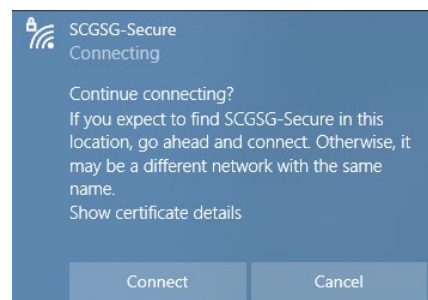 SCGSG-Secure
Connecting
Continue connecting?
If you expect to find SCGSG-Secure in this
location, go ahead and connect. Otherwise, it
may be a different network with the same
name.
Show certificate details
Connect
Cancel